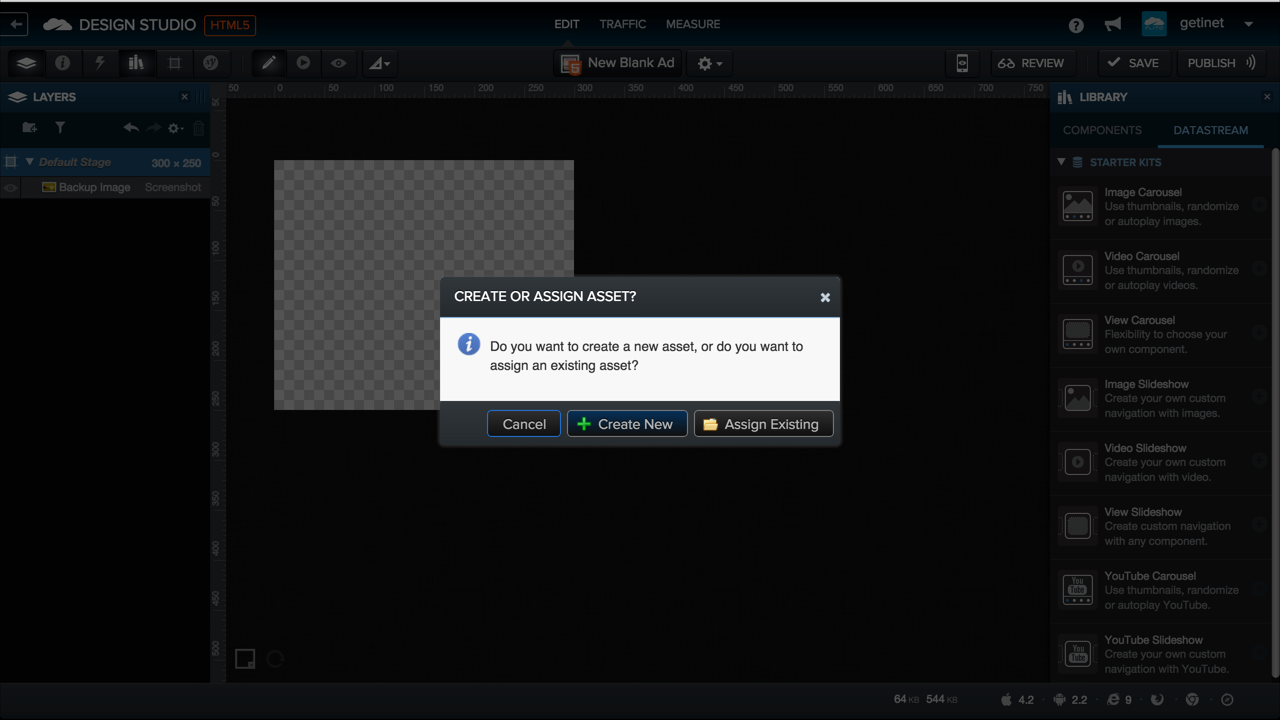 DESIGN STUDIO HTML5
EDIT TRAFFIC MEASURE
getinet
New Blank Ad
REVIEW
SAVE
PUBLISH
LAYERS
Default Stage 300 × 250
Backup Image Screenshot
50 0 50 100 150 200 250 300 350 400 450 500 550 600 650 700 750
50
0
50
100
150
200
250
300
350
400
450
500
CREATE OR ASSIGN ASSET?
Do you want to create a new asset, or do you want to
assign an existing asset?
Cancel
Create New
Assign Existing
LIBRARY
COMPONENTS DATASTREAM
STARTER KITS
Image Carousel
Use thumbnails, randomize
or autoplay images.
Video Carousel
Use thumbnails, randomize
or autoplay videos.
View Carousel
Flexibility to choose your
own component.
Image Slideshow
Create your own custom
navigation with images.
Video Slideshow
Create your own custom
navigation with video.
View Slideshow
Create custom navigation
with any component.
You
Tube
YouTube Carousel
Use thumbnails, randomize
or autoplay YouTube.
You
Tube
YouTube Slideshow
Create your own custom
navigation with YouTube.
64 KB 544 KB
4.2
2.2
9